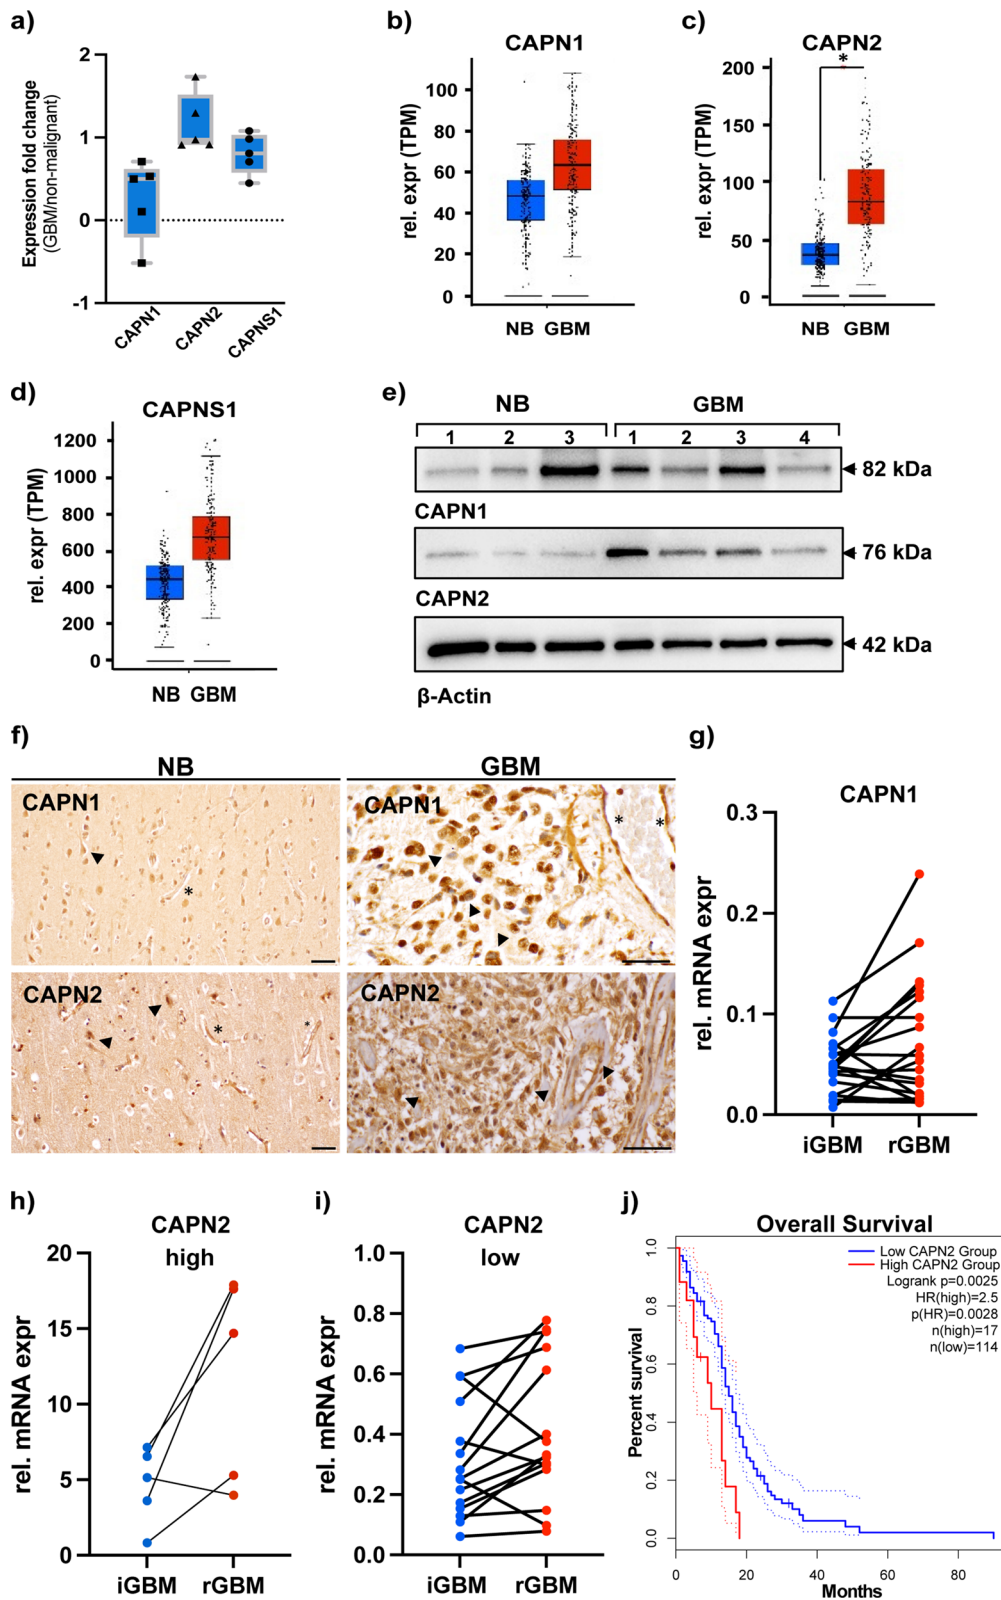 a)
Expression fold change
(GBM/non-malignant)
2
1
0
-1
CAPN1
CAPN2
CAPNS1
b)
CAPN1
rel. expr (TPM)
100
80
60
40
20
0
NB GBM
c)
CAPN2
*
rel. expr (TPM)
200
150
100
50
0
NB GBM
d)
CAPNS1
rel. expr (TPM)
1200
1000
800
600
400
200
0
NB GBM
e)
NB GBM
1 2 3 1 2 3 4
82 kDa
CAPN1
76 kDa
CAPN2
42 kDa
β-Actin
f)
NB GBM
CAPN1
*
CAPN1
* *
CAPN2
* *
CAPN2
g)
CAPN1
rel. mRNA expr
0.3
0.2
0.1
0.0
iGBM rGBM
h)
CAPN2
high
rel. mRNA expr
20
15
10
5
0
iGBM rGBM
i)
CAPN2
low
rel. mRNA expr
1.0
0.8
0.6
0.4
0.2
0.0
iGBM rGBM
j)
Overall Survival
Low CAPN2 Group
High CAPN2 Group
Logrank p=0.0025
HR(high)=2.5
p(HR)=0.0028
n(high)=17
n(low)=114
Percent survival
1.0
0.8
0.6
0.4
0.2
0.0
0 20 40 60 80
Months